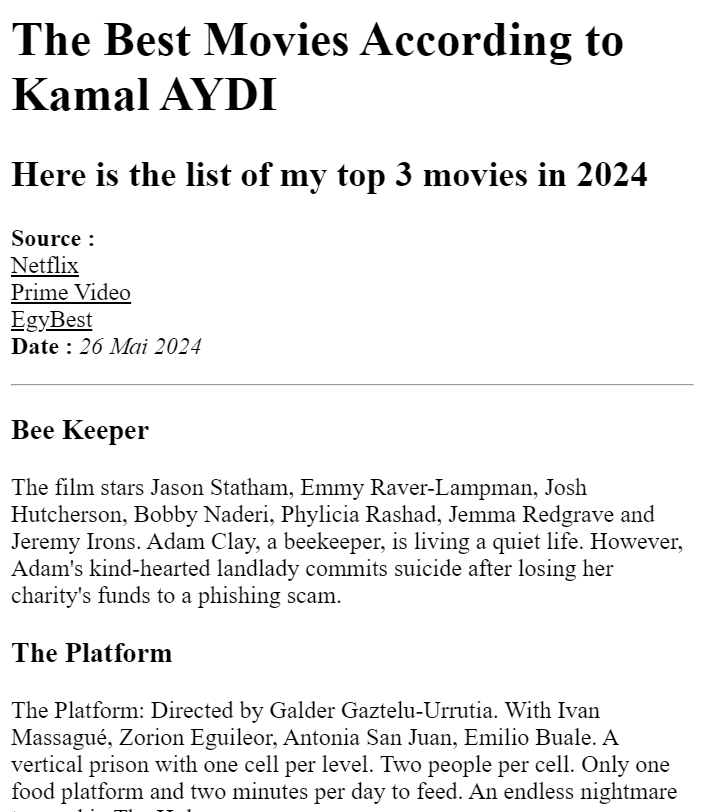 The Best Movies According to
Kamal AYDI
Here is the list of my top 3 movies in 2024
Source :
Netflix
Prime Video
EgyBest
Date : 26 Mai 2024
Bee Keeper
The film stars Jason Statham, Emmy Raver-Lampman, Josh
Hutcherson, Bobby Naderi, Phylicia Rashad, Jemma Redgrave and
Jeremy Irons. Adam Clay, a beekeeper, is living a quiet life. However,
Adam's kind-hearted landlady commits suicide after losing her
charity's funds to a phishing scam.
The Platform
The Platform: Directed by Galder Gaztelu-Urrutia. With Ivan
Massagué, Zorion Eguileor, Antonia San Juan, Emilio Buale. A
vertical prison with one cell per level. Two people per cell. Only one
food platform and two minutes per day to feed. An endless nightmare